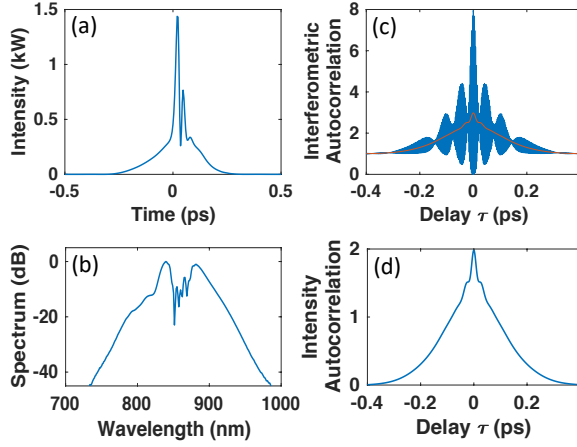 (a)
Intensity (kW)
1.5
1
0.5
0
-0.5
0
0.5
Time (ps)
(c)
Interferometric
Autocorrelation
8
6
4
2
0
-0.4
-0.2
0
0.2
Delay τ (ps)
(b)
Spectrum (dB)
0
-20
-40
700
800
900
1000
Wavelength (nm)
(d)
Intensity
Autocorrelation
2
1
0
-0.4
-0.2
0
0.2
0.4
Delay τ (ps)